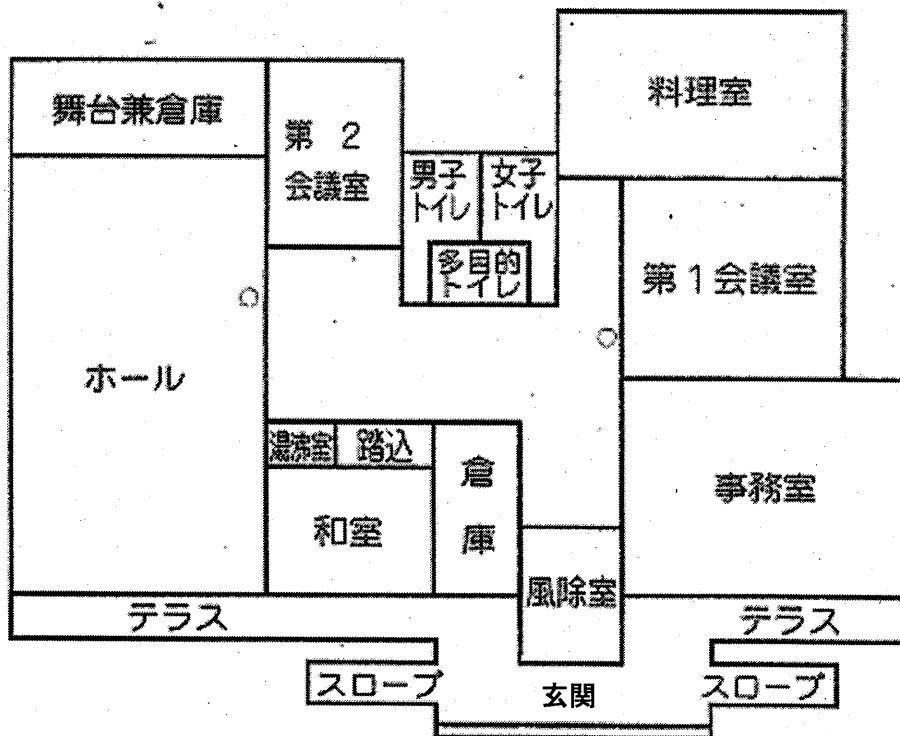 料理室
舞台兼倉庫
第 2
会議室
男子
トイレ
女子
トイレ
多目的
トイレ
第1会議室
ホール
湯沸室
踏込
倉
庫
和室
事務室
風除室
テラス
テラス
スロープ
玄関
スロープ